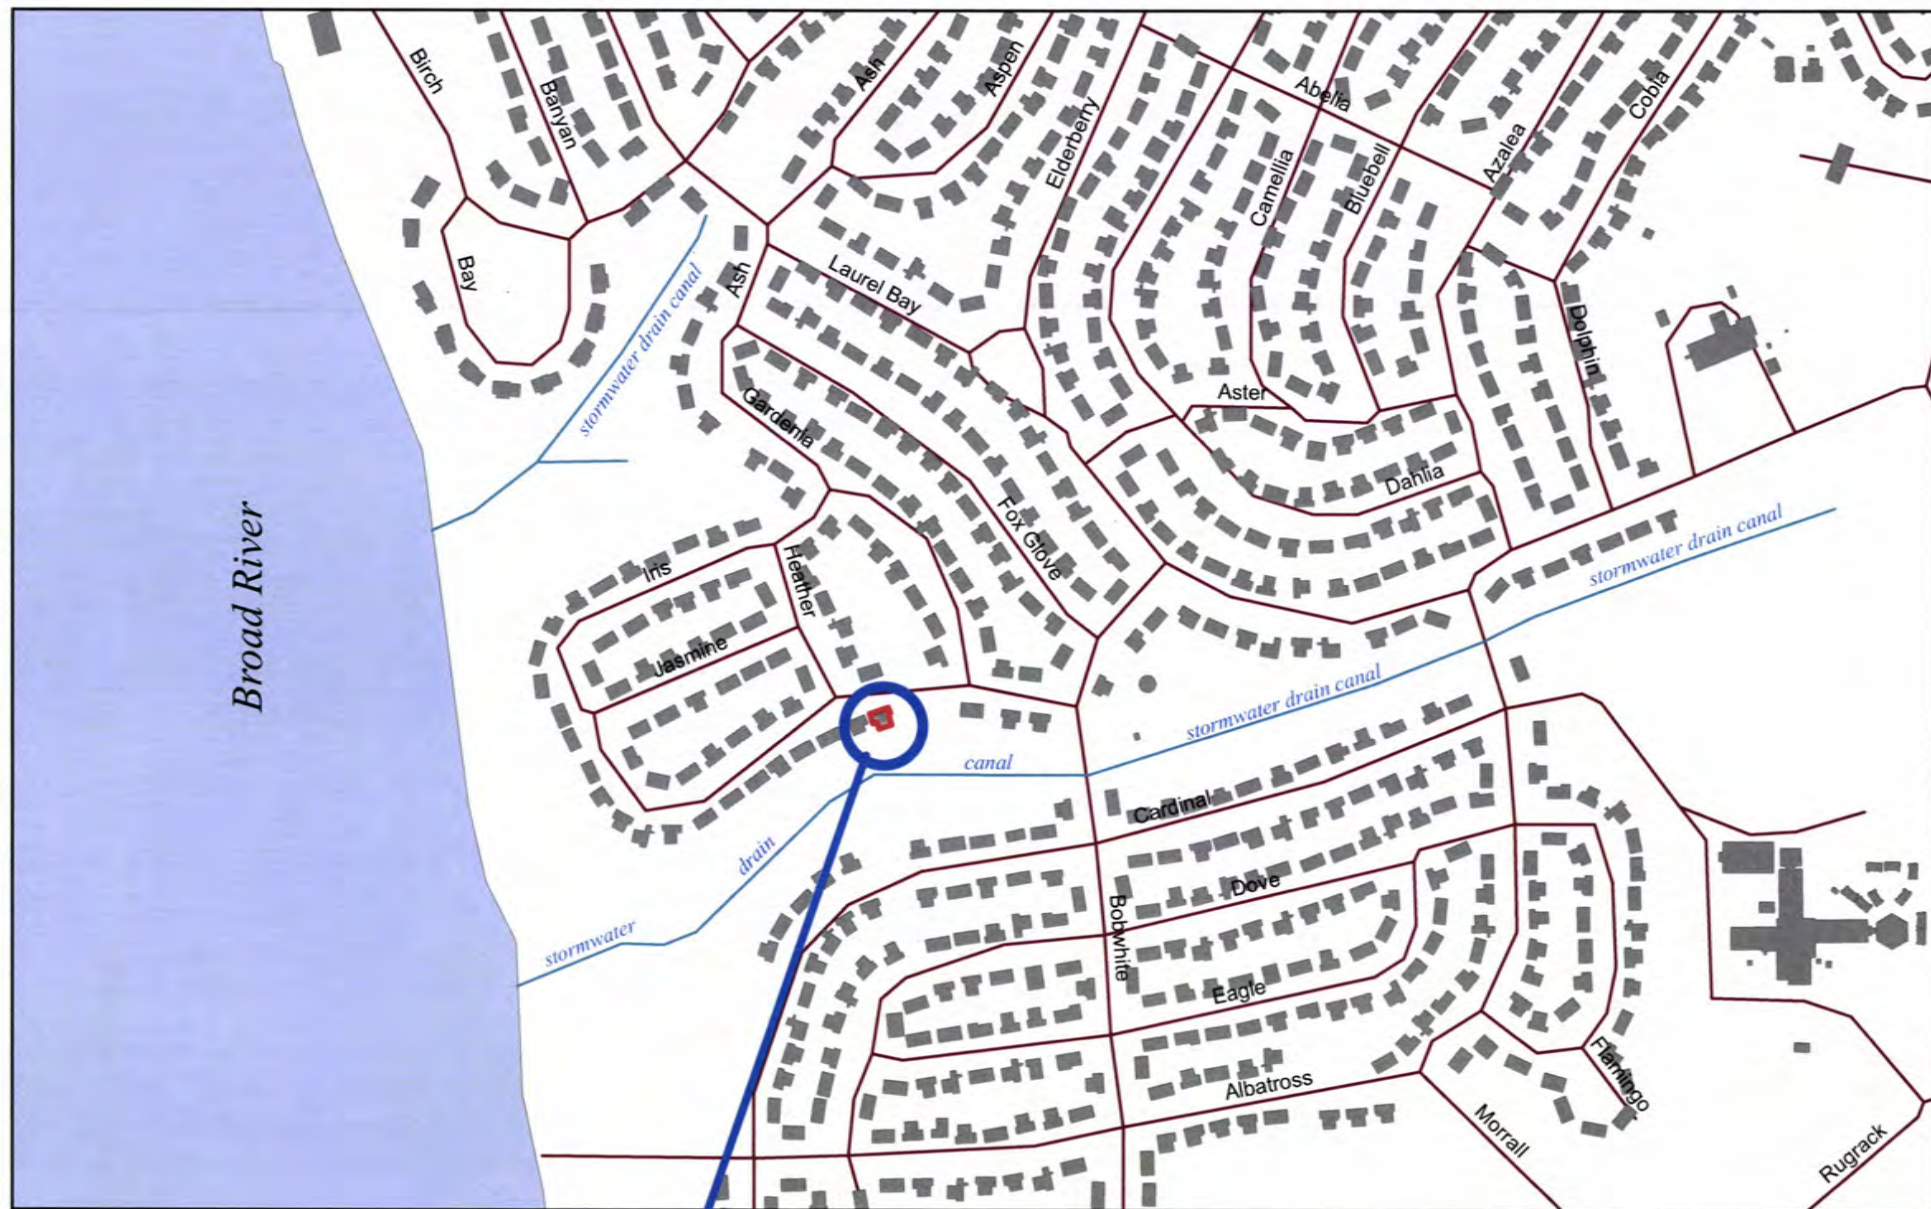 Birch
Banyan
Ash
Aspen
Elderberry
Abelia
Camellia
Bluebell
Azalea
Cobia
Bay
stormwater drain canal
Ash
Laurel Bay
Dolphin
Aster
Gardenia
Dahlia
Fox Glove
Broad River
Iris
Heather
Jasmine
stormwater drain canal
stormwater drain canal
canal
drain
stormwater
Cardinal
Dove
Bobwhite
Eagle
Albatross
Flamingo
Morrall
Rugrack